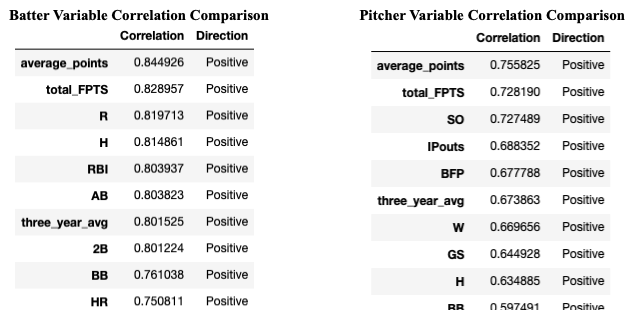 Batter Variable Correlation Comparison
Correlation Direction
average_points 0.844926 Positive
total_FPTS 0.828957 Positive
R 0.819713 Positive
H 0.814861 Positive
RBI 0.803937 Positive
AB 0.803823 Positive
three_year_avg 0.801525 Positive
2B 0.801224 Positive
BB 0.761038 Positive
HR 0.750811 Positive
Pitcher Variable Correlation Comparison
Correlation Direction
average_points 0.755825 Positive
total_FPTS 0.728190 Positive
SO 0.727489 Positive
IPouts 0.688352 Positive
BFP 0.677788 Positive
three_year_avg 0.673863 Positive
W 0.669656 Positive
GS 0.644928 Positive
H 0.634885 Positive
BB 0.597491 Positive